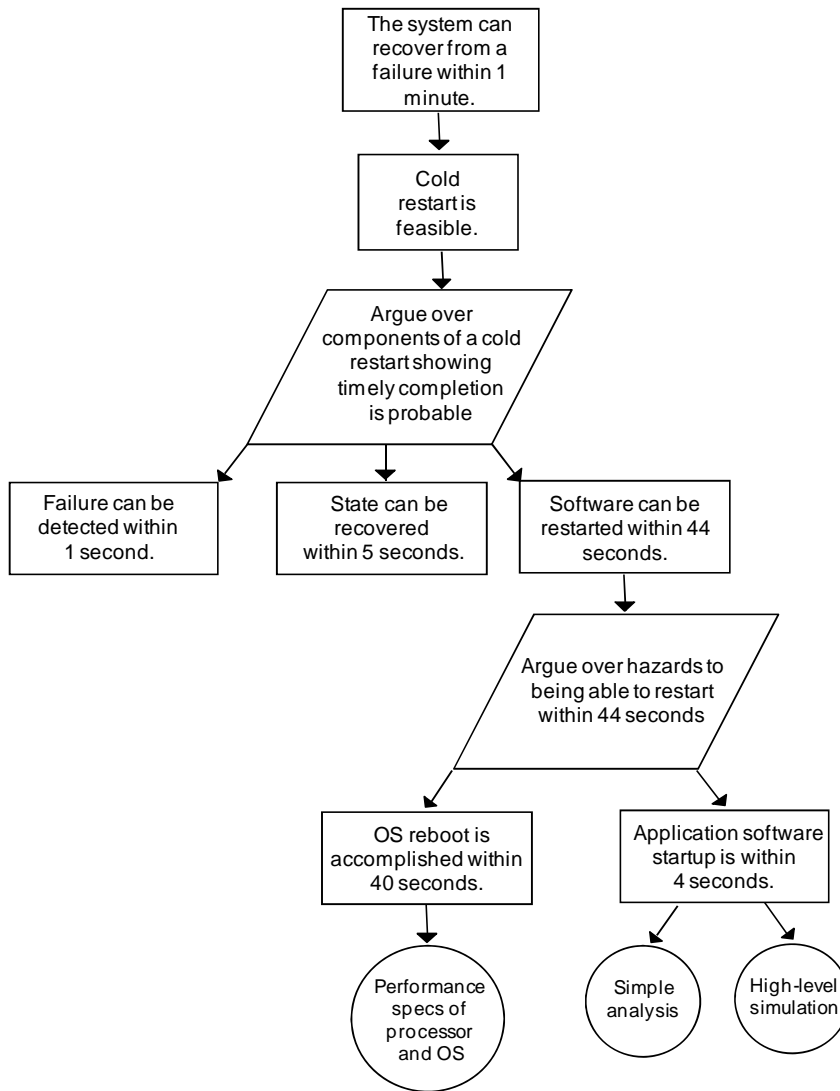 The system can
recover from a
failure within 1
minute.
Cold
restart is
feasible.
Argue over
components of a cold
restart showing
timely completion
is probable
Failure can be
detected within
1 second.
State can be
recovered
within 5 seconds.
Software can be
restarted within 44
seconds.
Argue over hazards to
being able to restart
within 44 seconds
OS reboot is
accomplished within
40 seconds.
Application software
startup is within
4 seconds.
Performance
specs of
processor
and OS
Simple
analysis
High-level
simulation